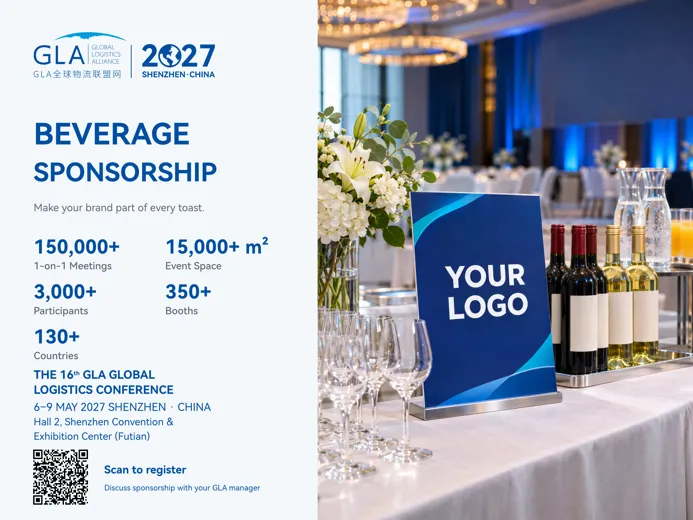 GLA GLOBAL LOGISTICS ALLIANCE
GLA全球物流联盟网
2027
SHENZHEN·CHINA
BEVERAGE
SPONSORSHIP
Make your brand part of every toast.
150,000+
1-on-1 Meetings
15,000+ m²
Event Space
3,000+
Participants
350+
Booths
130+
Countries
THE 16th GLA GLOBAL
LOGISTICS CONFERENCE
6–9 MAY 2027 SHENZHEN · CHINA
Hall 2, Shenzhen Convention &
Exhibition Center (Futian)
Scan to register
Discuss sponsorship with your GLA manager
YOUR
LOGO